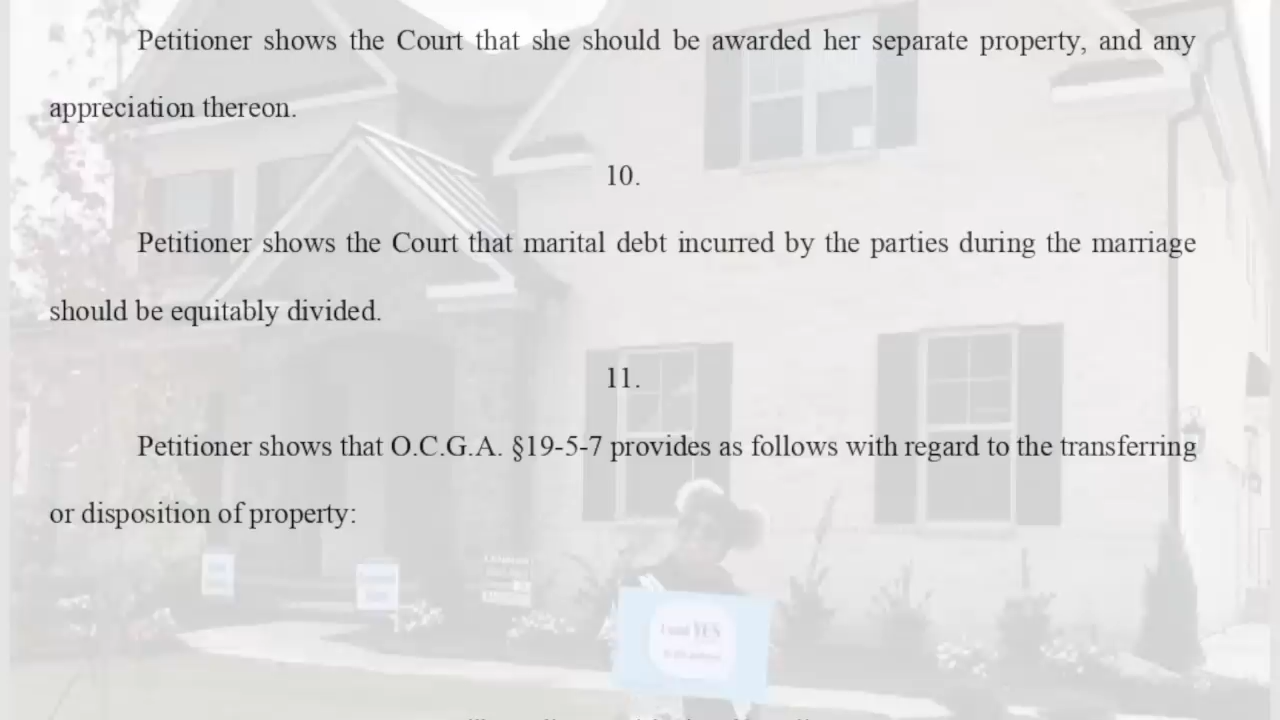 Petitioner shows the Court that she should be awarded her separate property, and any
appreciation thereon.
10.
Petitioner shows the Court that marital debt incurred by the parties during the marriage
should be equitably divided.
11.
Petitioner shows that O.C.G.A. §19-5-7 provides as follows with regard to the transferring
or disposition of property:
YES